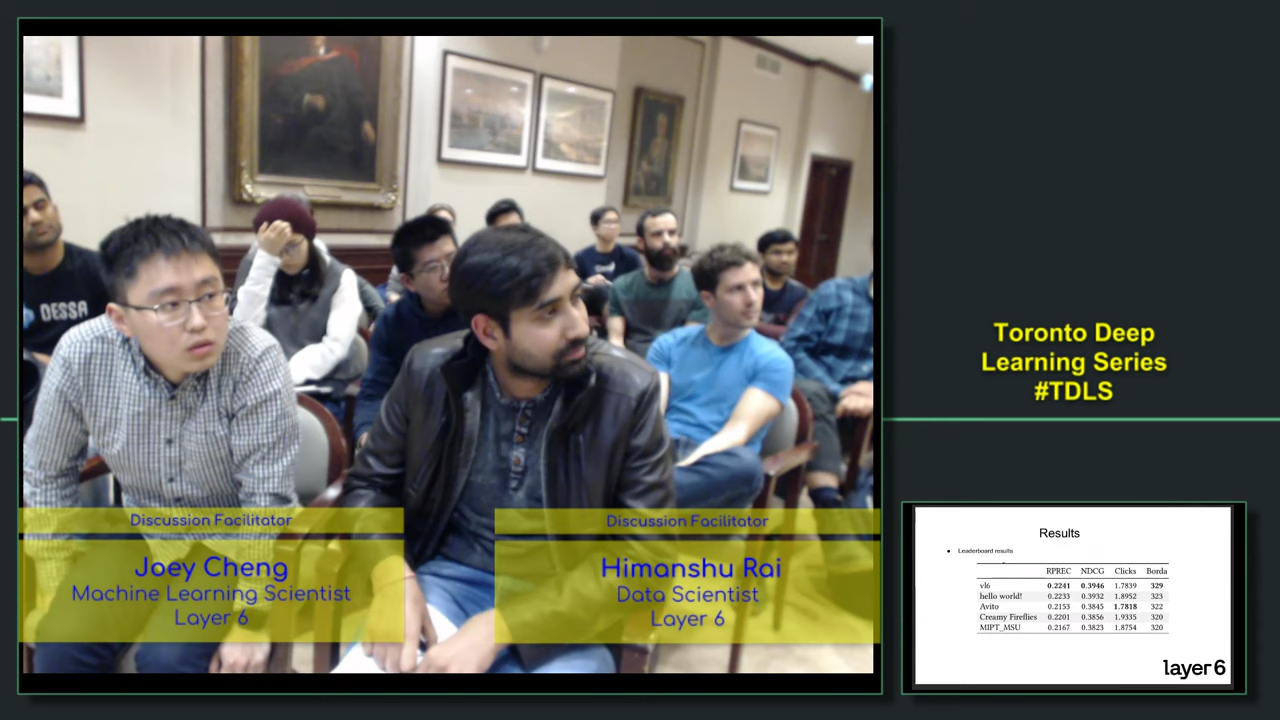 DESSA
Discussion Facilitator
Joey Cheng
Machine Learning Scientist
Layer 6
Discussion Facilitator
Himanshu Rai
Data Scientist
Layer 6
Toronto Deep
Learning Series
#TDLS
Results
• Leaderboard results
RPREC NDCG Clicks Borda
vl6 0.2241 0.3946 1.7839 329
hello world! 0.2233 0.3932 1.8952 323
Avito 0.2153 0.3845 1.7818 322
Creamy Fireflies 0.2201 0.3856 1.9335 320
MIPT_MSU 0.2167 0.3823 1.8754 320
layer 6